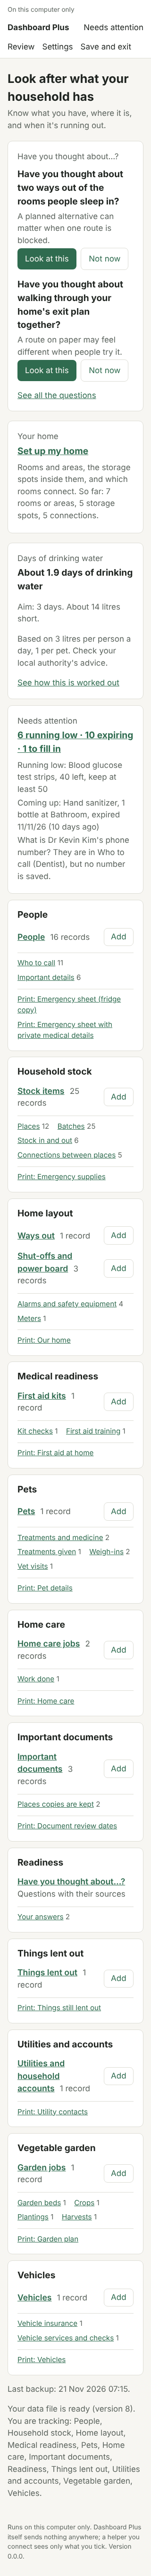 On this computer only
Dashboard Plus Needs attention
Review Settings Save and exit
Look after what your
household has
Know what you have, where it is,
and when it's running out.
Have you thought about...?
Have you thought about
two ways out of the
rooms people sleep in?
A planned alternative can
matter when one route is
blocked.
Look at this Not now
Have you thought about
walking through your
home's exit plan
together?
A route on paper may feel
different when people try it.
Look at this Not now
See all the questions
Your home
Set up my home
Rooms and areas, the storage
spots inside them, and which
rooms connect. So far: 7
rooms or areas, 5 storage
spots, 5 connections.
Days of drinking water
About 1.9 days of drinking
water
Aim: 3 days. About 14 litres
short.
Based on 3 litres per person a
day, 1 per pet. Check your
local authority's advice.
See how this is worked out
Needs attention
6 running low · 10 expiring
· 1 to fill in
Running low: Blood glucose
test strips, 40 left, keep at
least 50
Coming up: Hand sanitizer, 1
bottle at Bathroom, expired
11/11/26 (10 days ago)
What is Dr Kevin Kim's phone
number? They are in Who to
call (Dentist), but no number
is saved.
People
People 16 records Add
Who to call 11
Important details 6
Print: Emergency sheet (fridge
copy)
Print: Emergency sheet with
private medical details
Household stock
Stock items 25
records Add
Places 12 Batches 25
Stock in and out 6
Connections between places 5
Print: Emergency supplies
Home layout
Ways out 1 record Add
Shut-offs and
power board 3
records Add
Alarms and safety equipment 4
Meters 1
Print: Our home
Medical readiness
First aid kits 1
record Add
Kit checks 1 First aid training 1
Print: First aid at home
Pets
Pets 1 record Add
Treatments and medicine 2
Treatments given 1 Weigh-ins 2
Vet visits 1
Print: Pet details
Home care
Home care jobs 2
records Add
Work done 1
Print: Home care
Important documents
Important
documents 3
records Add
Places copies are kept 2
Print: Document review dates
Readiness
Have you thought about...?
Questions with their sources
Your answers 2
Things lent out
Things lent out 1
record Add
Print: Things still lent out
Utilities and accounts
Utilities and
household
accounts 1 record Add
Print: Utility contacts
Vegetable garden
Garden jobs 1
record Add
Garden beds 1 Crops 1
Plantings 1 Harvests 1
Print: Garden plan
Vehicles
Vehicles 1 record Add
Vehicle insurance 1
Vehicle services and checks 1
Print: Vehicles
Last backup: 21 Nov 2026 07:15.
Your data file is ready (version 8).
You are tracking: People,
Household stock, Home layout,
Medical readiness, Pets, Home
care, Important documents,
Readiness, Things lent out, Utilities
and accounts, Vegetable garden,
Vehicles.
Runs on this computer only. Dashboard Plus
itself sends nothing anywhere; a helper you
connect sees only what you tick. Version
0.0.0.